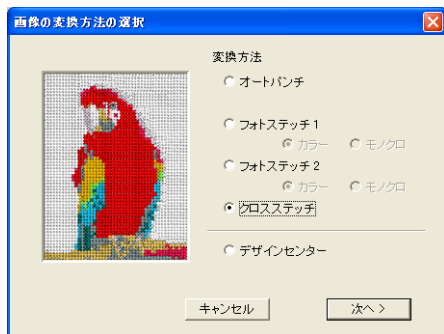 画像の変換方法の選択
変換方法
オートパンチ
フォトステッチ1
カラー モノクロ
フォトステッチ2
カラー モノクロ
クロスステッチ
デザインセンター
キャンセル 次へ >